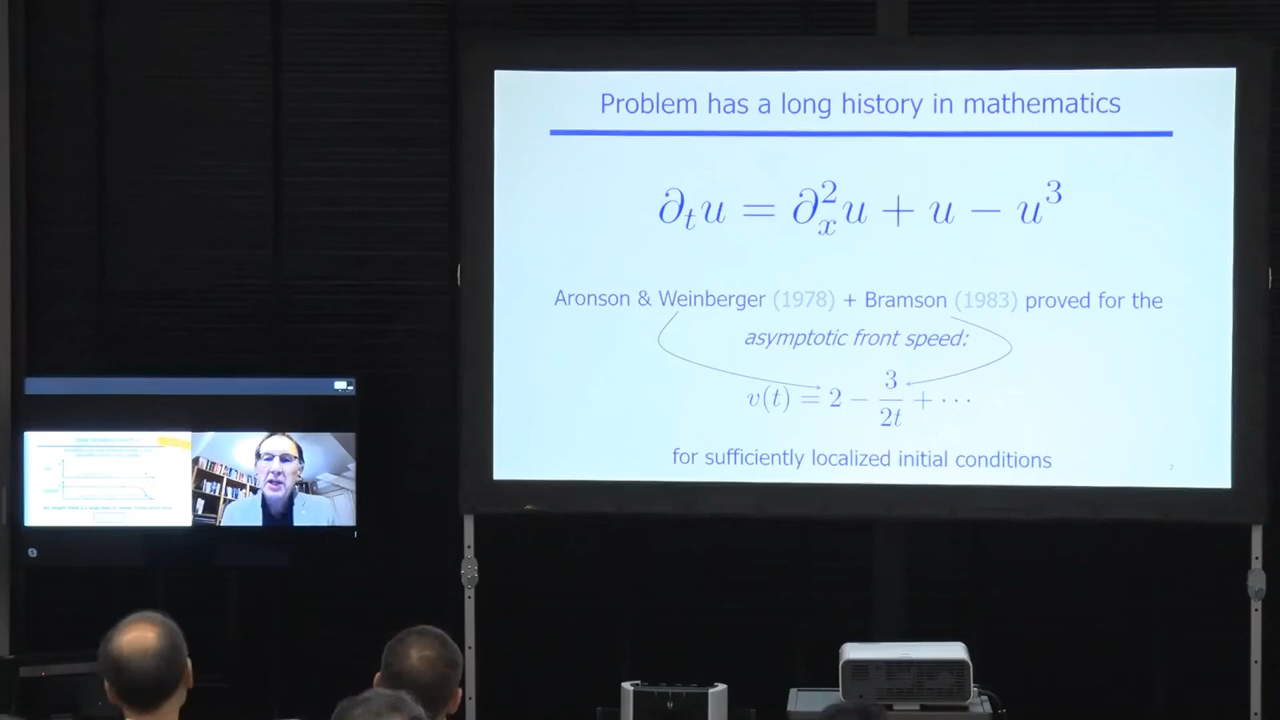 Problem has a long history in mathematics
∂ₜu = ∂ₓ²u + u − u³
Aronson & Weinberger (1978) + Bramson (1983) proved for the
asymptotic front speed:
v(t) = 2 − 3/2t + ⋯
for sufficiently localized initial conditions
7